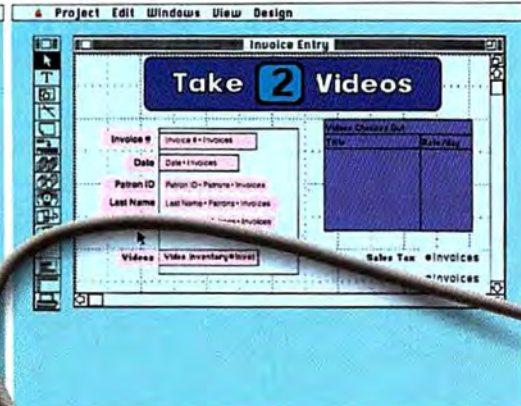 Project Edit Windows View Design
Invoice Entry
Take 2 Videos
Invoice # Invoice #•Invoices
Date Date•Invoices
Patron ID Patron ID•Patrons•Invoices
Last Name Last Name•Patrons•Invoices
•Invoices
Videos Video Inventory
Videos Checked Out
Title Rate/day
Sales Tax •Invoices
•Invoices